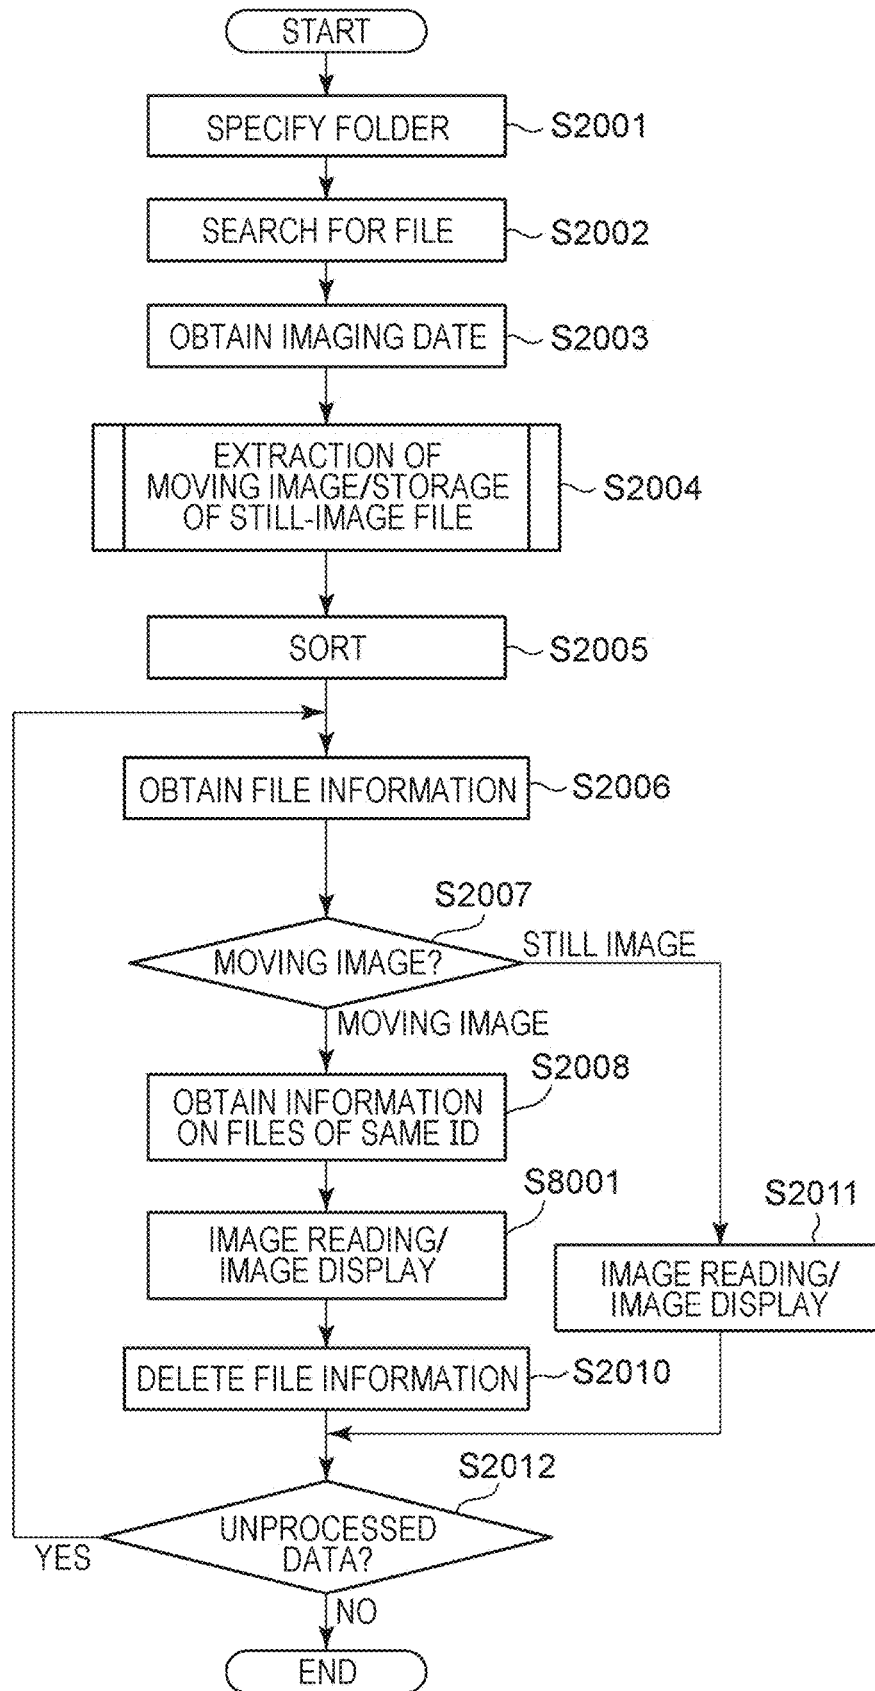 START
SPECIFY FOLDER
S2001
SEARCH FOR FILE
S2002
OBTAIN IMAGING DATE
S2003
EXTRACTION OF
MOVING IMAGE/STORAGE
OF STILL-IMAGE FILE
S2004
SORT
S2005
OBTAIN FILE INFORMATION
S2006
S2007
MOVING IMAGE?
STILL IMAGE
MOVING IMAGE
S2008
OBTAIN INFORMATION
ON FILES OF SAME ID
S8001
IMAGE READING/
IMAGE DISPLAY
S2011
IMAGE READING/
IMAGE DISPLAY
DELETE FILE INFORMATION
S2010
S2012
UNPROCESSED
DATA?
YES
NO
END